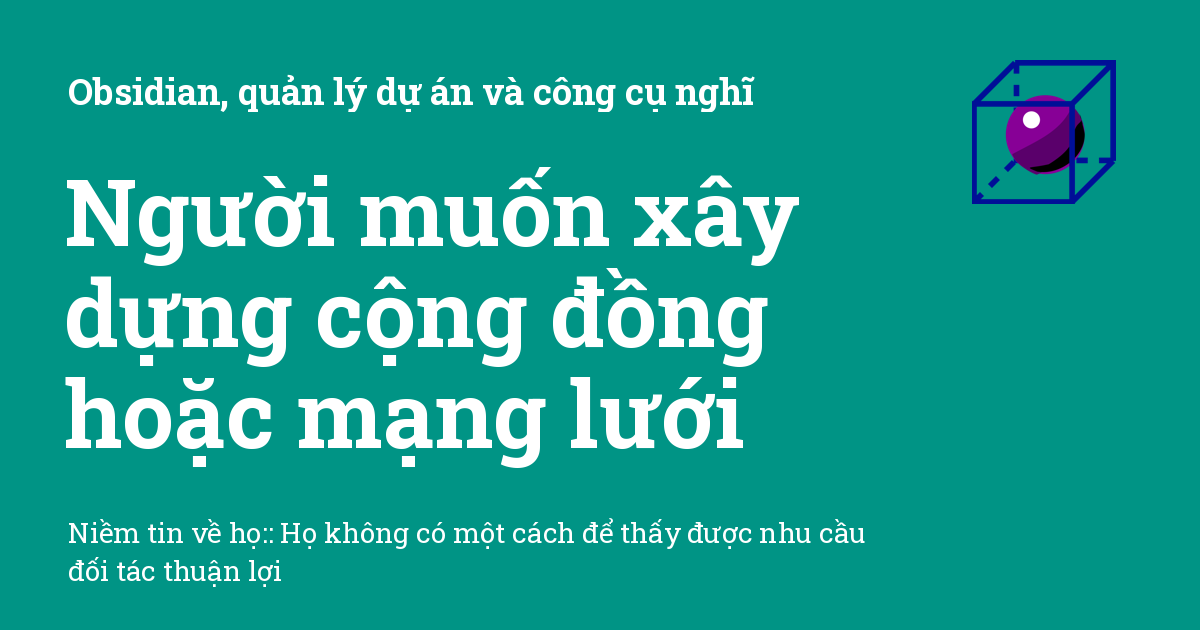 Obsidian, quản lý dự án và công cụ nghĩ
Người muốn xây
dựng cộng đồng
hoặc mạng lưới
Niềm tin về họ:: Họ không có một cách để thấy được nhu cầu
đối tác thuận lợi